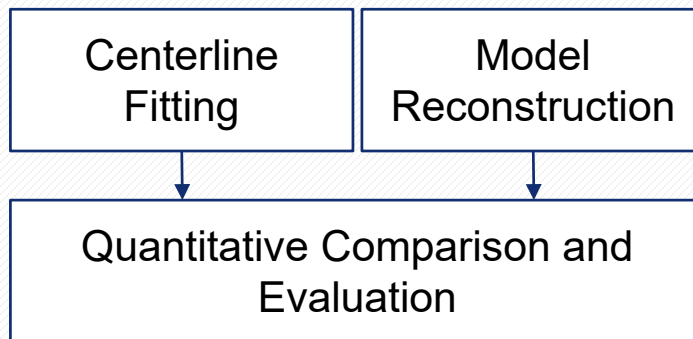 Centerline
Fitting
Model
Reconstruction
Quantitative Comparison and
Evaluation